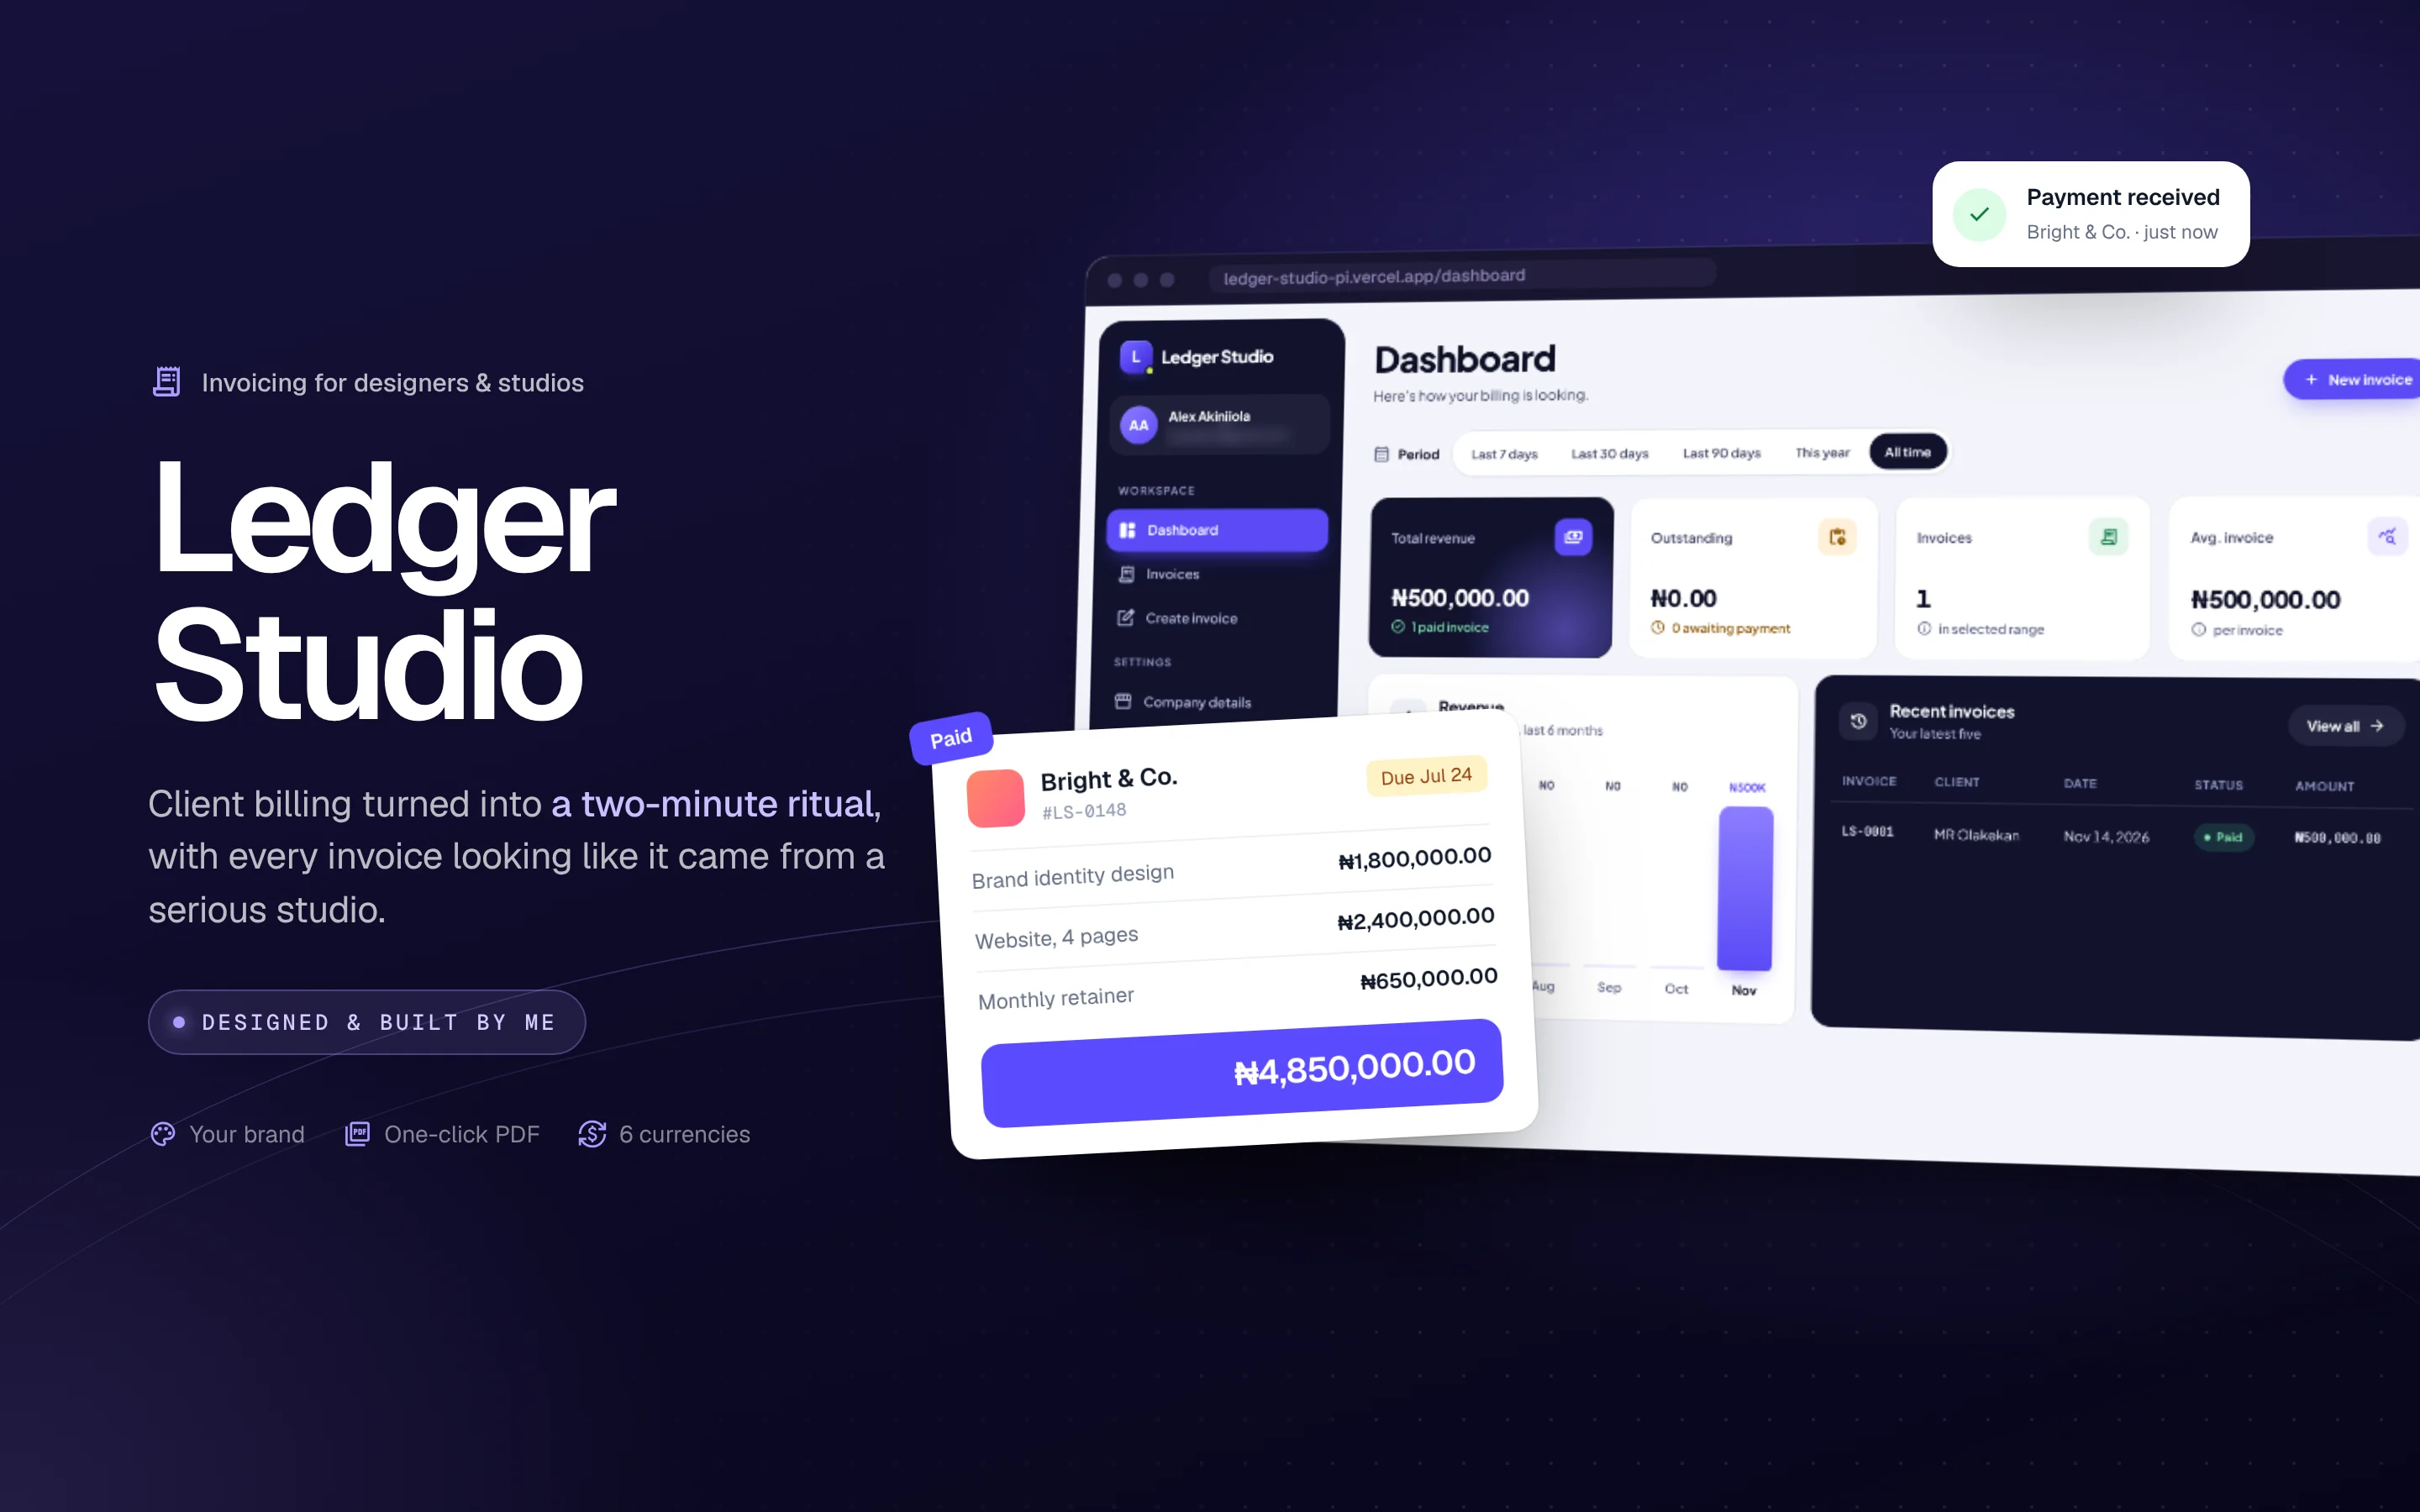 Invoicing for designers & studios
Ledger
Studio
Client billing turned into a two-minute ritual,
with every invoice looking like it came from a
serious studio.
DESIGNED & BUILT BY ME
Your brand
One-click PDF
6 currencies
Payment received
Bright & Co. · just now
ledger-studio-pi.vercel.app/dashboard
L
Ledger Studio
AA
Alex Akiniiola
WORKSPACE
Dashboard
Invoices
Create invoice
SETTINGS
Company details
Dashboard
Here's how your billing is looking.
+ New invoice
Period
Last 7 days
Last 30 days
Last 90 days
This year
All time
Total revenue
₦500,000.00
1 paid invoice
Outstanding
₦0.00
0 awaiting payment
Invoices
1
in selected range
Avg. invoice
₦500,000.00
per invoice
Revenue
last 6 months
₦0
₦0
₦0
₦500K
Aug
Sep
Oct
Nov
Recent invoices
Your latest five
View all →
INVOICE CLIENT DATE STATUS AMOUNT
LS-0001 MR Olakekan Nov 14, 2026 Paid ₦500,000.00
Paid
Bright & Co.
#LS-0148
Due Jul 24
Brand identity design ₦1,800,000.00
Website, 4 pages ₦2,400,000.00
Monthly retainer ₦650,000.00
₦4,850,000.00